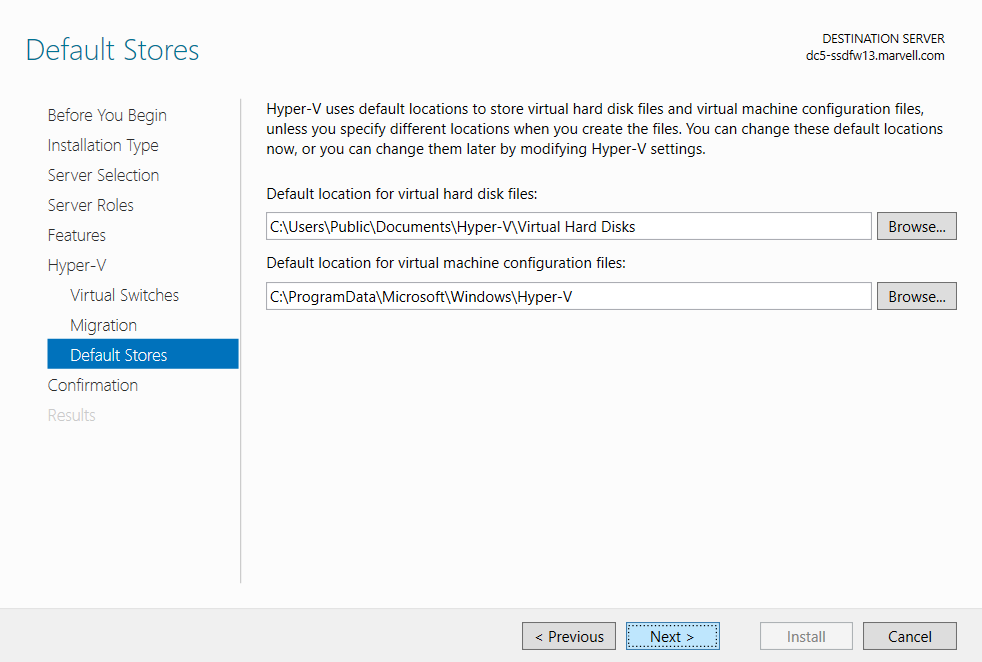 Default Stores
DESTINATION SERVER
dc5-ssdfw13.marvell.com
Before You Begin
Installation Type
Server Selection
Server Roles
Features
Hyper-V
Virtual Switches
Migration
Default Stores
Confirmation
Results
Hyper-V uses default locations to store virtual hard disk files and virtual machine configuration files,
unless you specify different locations when you create the files. You can change these default locations
now, or you can change them later by modifying Hyper-V settings.
Default location for virtual hard disk files:
C:\Users\Public\Documents\Hyper-V\Virtual Hard Disks
Browse...
Default location for virtual machine configuration files:
C:\ProgramData\Microsoft\Windows\Hyper-V
Browse...
< Previous
Next >
Install
Cancel